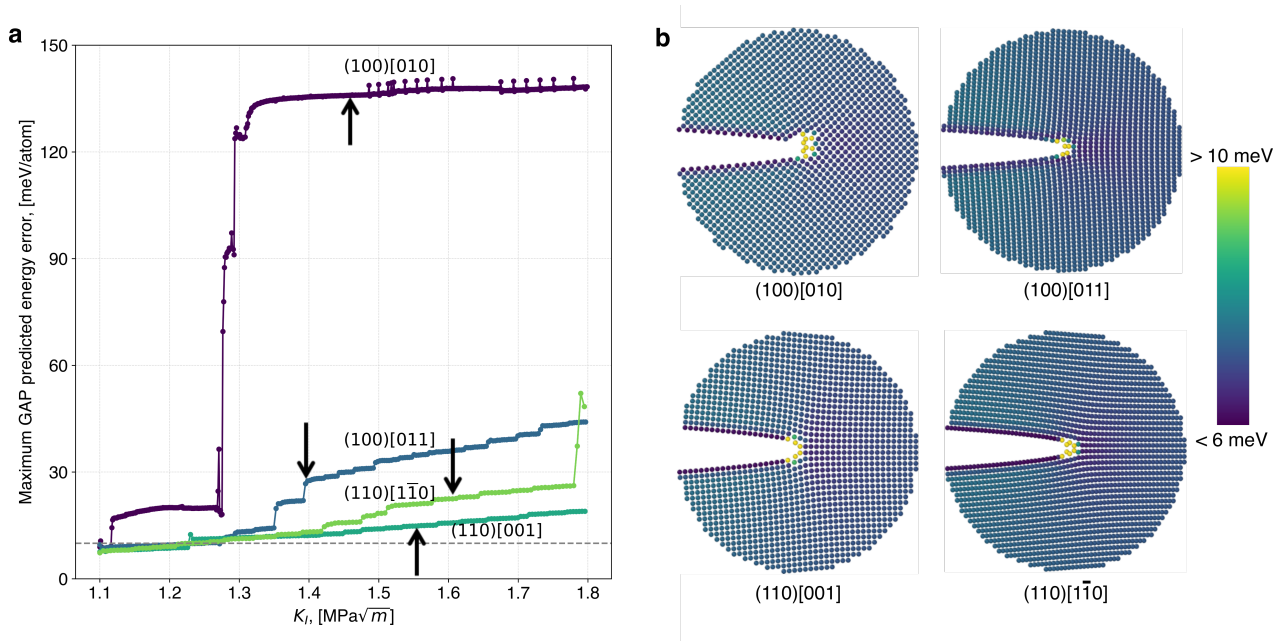 a
150
120
90
60
30
0
Maximum GAP predicted energy error, [meV/atom]
(100)[010]
(100)[011]
(110)[11̅0]
(110)[001]
1.1 1.2 1.3 1.4 1.5 1.6 1.7 1.8
K_I, [MPa√m]
b
(100)[010]
(100)[011]
(110)[001]
(110)[11̅0]
> 10 meV
< 6 meV